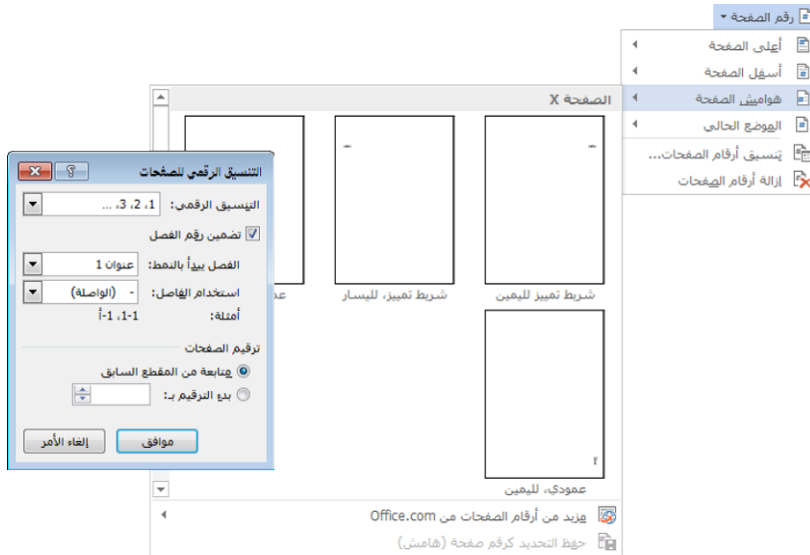 رقم الصفحة
أعلى الصفحة
أسفل الصفحة
هوامش الصفحة
الموضع الحالي
تنسيق أرقام الصفحات...
إزالة أرقام الصفحات
الصفحة X
شريط تمييز لليمين
شريط تمييز، لليسار
عمودي، لليمين
مزيد من أرقام الصفحات من Office.com
حفظ التحديد كرقم صفحة (هامش)
التنسيق الرقمي للصفحات
التنسيق الرقمي: 1، 2، 3، ...
تضمين رقم الفصل
الفصل يبدأ بالنمط: عنوان 1
استخدام الفاصل: - (الواصلة)
أمثلة: 1-1، 1-أ
ترقيم الصفحات
متابعة من المقطع السابق
بدء الترقيم بـ:
موافق
إلغاء الأمر